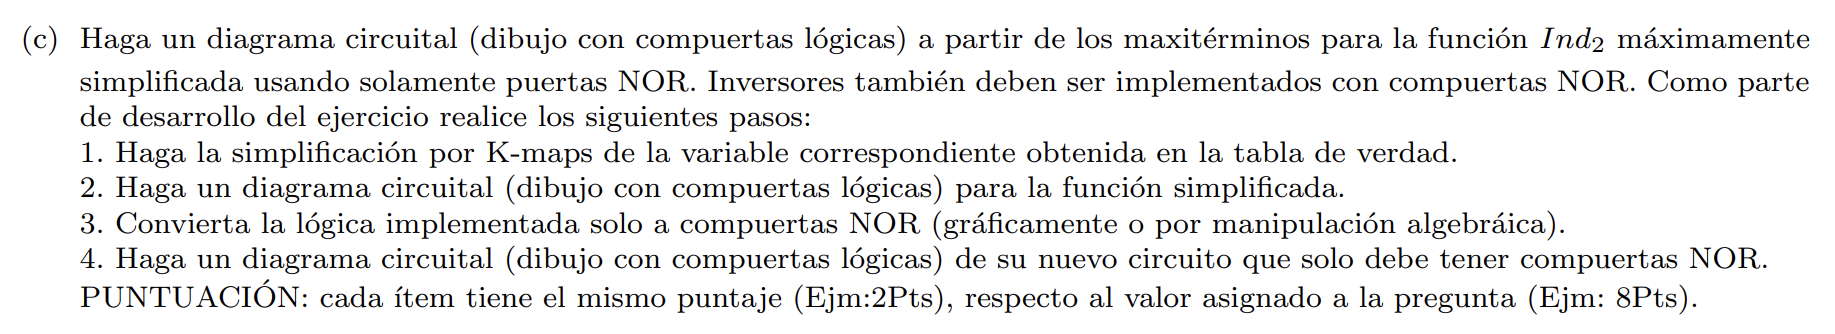 (c) Haga un diagrama circuital (dibujo con compuertas lógicas) a partir de los maxitérminos para la función Ind₂ máximamente
simplificada usando solamente puertas NOR. Inversores también deben ser implementados con compuertas NOR. Como parte
de desarrollo del ejercicio realice los siguientes pasos:
1. Haga la simplificación por K-maps de la variable correspondiente obtenida en la tabla de verdad.
2. Haga un diagrama circuital (dibujo con compuertas lógicas) para la función simplificada.
3. Convierta la lógica implementada solo a compuertas NOR (gráficamente o por manipulación algebráica).
4. Haga un diagrama circuital (dibujo con compuertas lógicas) de su nuevo circuito que solo debe tener compuertas NOR.
PUNTUACIÓN: cada ítem tiene el mismo puntaje (Ejm:2Pts), respecto al valor asignado a la pregunta (Ejm: 8Pts).